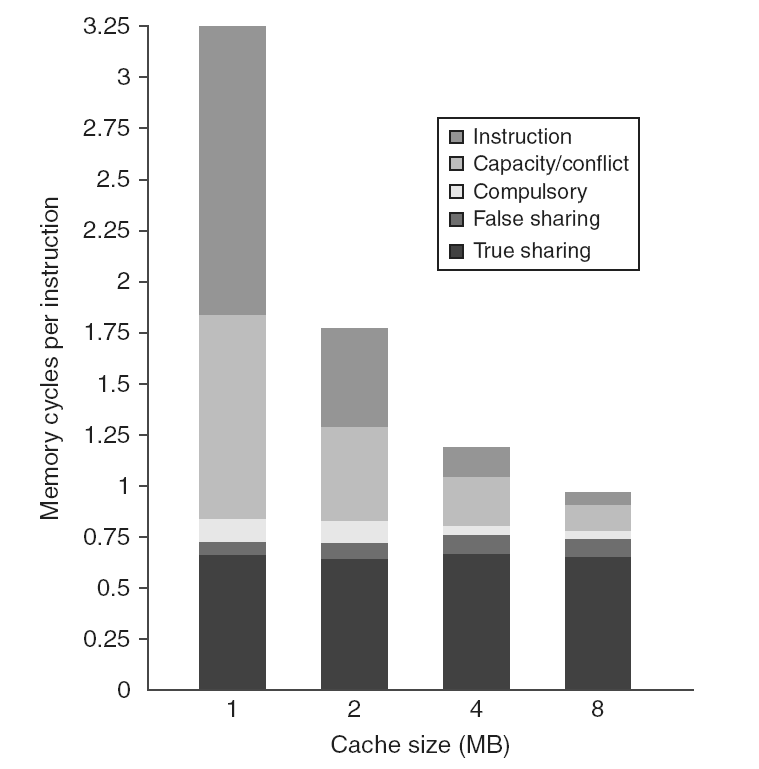 3.25
3
2.75
2.5
2.25
2
1.75
1.5
1.25
1
0.75
0.5
0.25
0
Memory cycles per instruction
Instruction
Capacity/conflict
Compulsory
False sharing
True sharing
1 2 4 8
Cache size (MB)